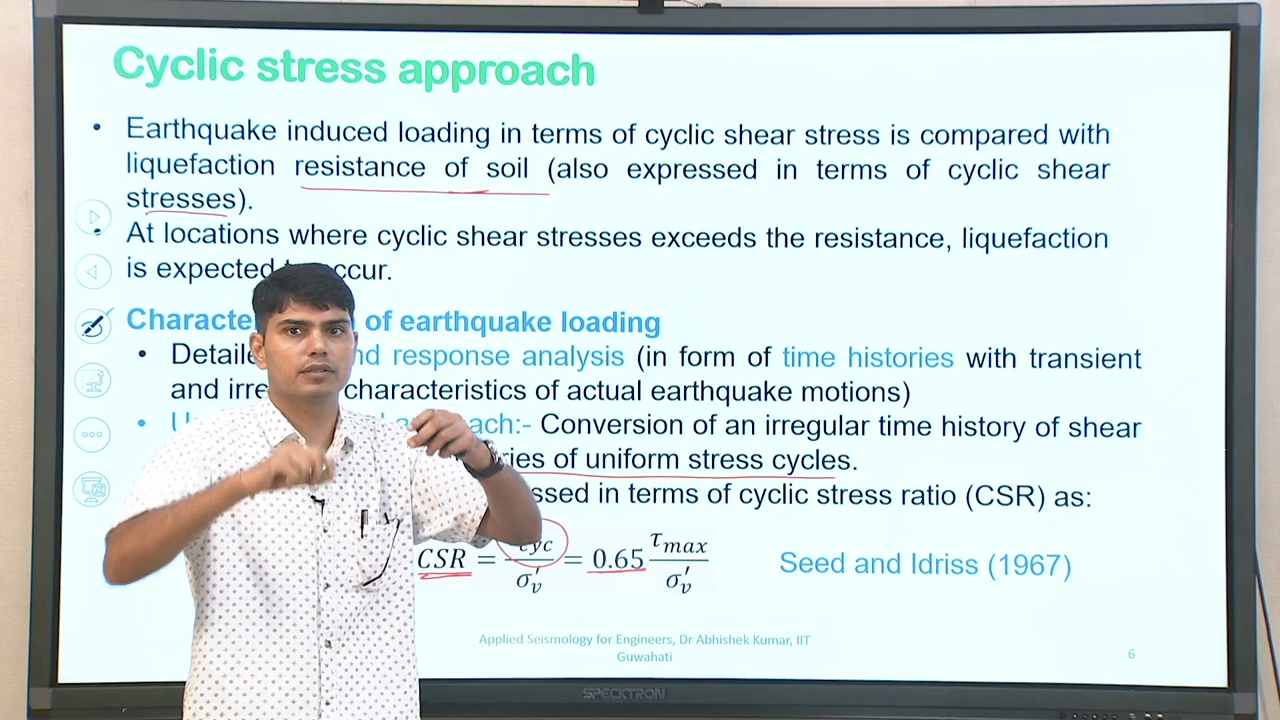 Cyclic stress approach
• Earthquake induced loading in terms of cyclic shear stress is compared with
liquefaction resistance of soil (also expressed in terms of cyclic shear
stresses).
• At locations where cyclic shear stresses exceeds the resistance, liquefaction
is expected occur.
of earthquake loading
• response analysis (in form of time histories with transient
and characteristics of actual earthquake motions)
• Conversion of an irregular time history of shear
of uniform stress cycles.
in terms of cyclic stress ratio (CSR) as:
CSR = cyc / σ′v = 0.65 τmax / σ′v
Seed and Idriss (1967)
Applied Seismology for Engineers, Dr Abhishek Kumar, IIT
Guwahati
6
SPECKTRON